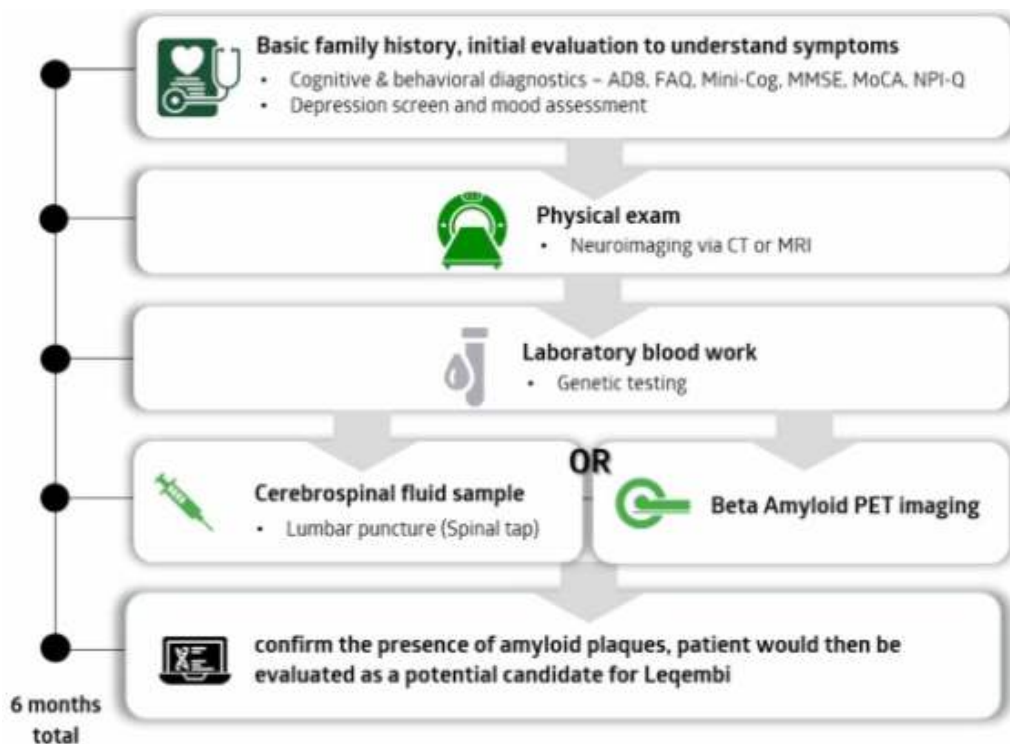 Basic family history, initial evaluation to understand symptoms
• Cognitive & behavioral diagnostics – AD8, FAQ, Mini-Cog, MMSE, MoCA, NPI-Q
• Depression screen and mood assessment
Physical exam
• Neuroimaging via CT or MRI
Laboratory blood work
• Genetic testing
OR
Cerebrospinal fluid sample
• Lumbar puncture (Spinal tap)
Beta Amyloid PET imaging
confirm the presence of amyloid plaques, patient would then be
evaluated as a potential candidate for Leqembi
6 months
total